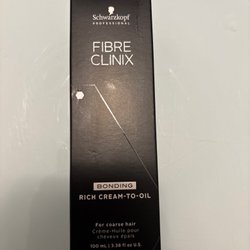 Schwarzkopf
PROFESSIONAL
FIBRE
CLINIX
BONDING
RICH CREAM-TO-OIL
For coarse hair
Crème-Huile pour
cheveux épais
100 mL | 3.38 fl oz U.S.